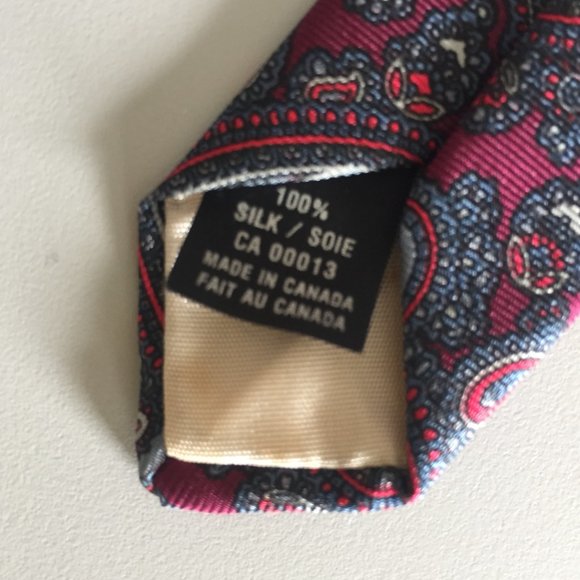 100%
SILK / SOIE
CA 00013
MADE IN CANADA
FAIT AU CANADA